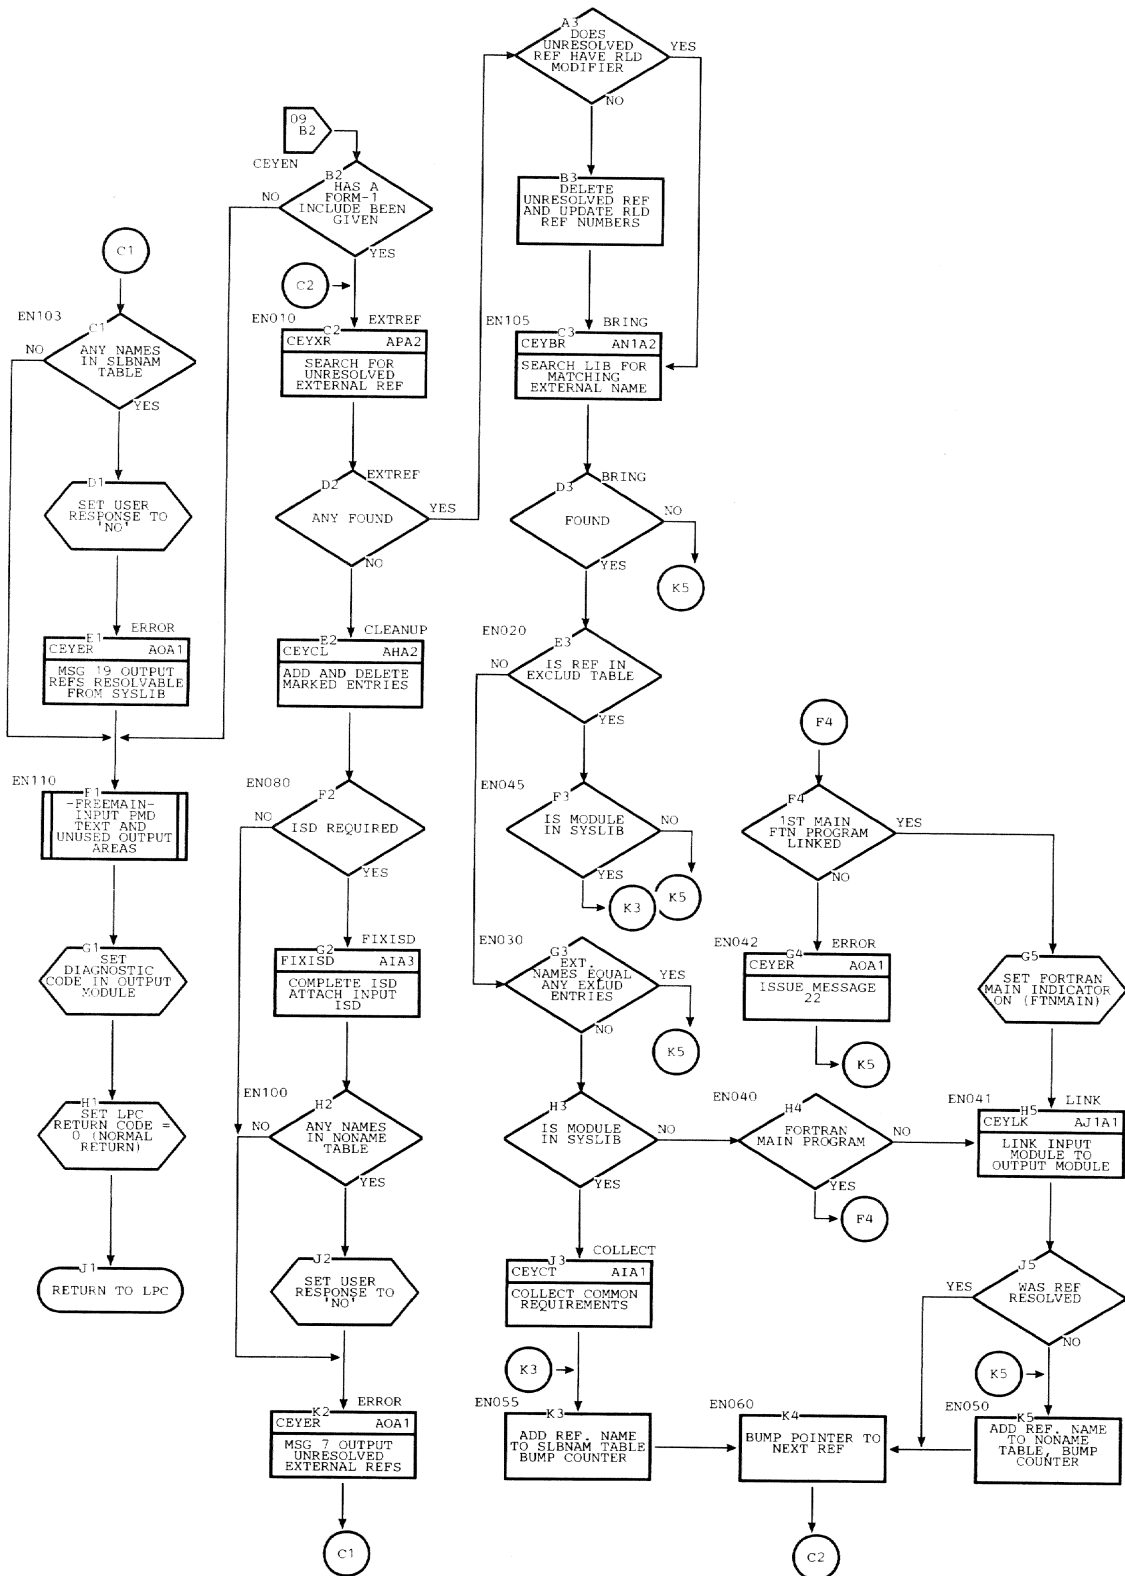 A3
DOES
UNRESOLVED
REF HAVE RLD
MODIFIER
YES
NO
09
B2
CEYEN
B2
HAS A
FORM-1
INCLUDE BEEN
GIVEN
NO
YES
B3
DELETE
UNRESOLVED REF
AND UPDATE RLD
REF NUMBERS
C1
C2
EN103
C1
ANY NAMES
IN SLBNAM
TABLE
NO
YES
EN010
EXTREF
C2
CEYXR APA2
SEARCH FOR
UNRESOLVED
EXTERNAL REF
EN105
BRING
C3
CEYBR AN1A2
SEARCH LIB FOR
MATCHING
EXTERNAL NAME
D1
SET USER
RESPONSE TO
'NO'
EXTREF
D2
ANY FOUND
YES
NO
BRING
D3
FOUND
NO
YES
K5
ERROR
E1
CEYER AOA1
MSG 19 OUTPUT
REFS RESOLVABLE
FROM SYSLIB
CLEANUP
E2
CEYCL AHA2
ADD AND DELETE
MARKED ENTRIES
EN020
E3
IS REF IN
EXCLUD TABLE
NO
YES
F4
EN110
F1
-FREEMAIN-
INPUT PMD
TEXT AND
UNUSED OUTPUT
AREAS
EN080
F2
ISD REQUIRED
NO
YES
EN045
F3
IS MODULE
IN SYSLIB
NO
YES
K3
K5
F4
1ST MAIN
FTN PROGRAM
LINKED
YES
NO
G1
SET
DIAGNOSTIC
CODE IN OUTPUT
MODULE
FIXISD
G2
FIXISD AIA3
COMPLETE ISD
ATTACH INPUT
ISD
EN030
G3
EXT.
NAMES EQUAL
ANY EXLUD
ENTRIES
YES
NO
K5
EN042
ERROR
G4
CEYER AOA1
ISSUE MESSAGE
22
K5
G5
SET FORTRAN
MAIN INDICATOR
ON (FTNMAIN)
H1
SET LPC
RETURN CODE =
0 (NORMAL
RETURN)
EN100
H2
ANY NAMES
IN NONAME
TABLE
NO
YES
H3
IS MODULE
IN SYSLIB
NO
YES
EN040
H4
FORTRAN
MAIN PROGRAM
NO
YES
F4
EN041
LINK
H5
CEYLK AJ1A1
LINK INPUT
MODULE TO
OUTPUT MODULE
J1
RETURN TO LPC
J2
SET USER
RESPONSE TO
'NO'
COLLECT
J3
CEYCT AIA1
COLLECT COMMON
REQUIREMENTS
J5
WAS REF
RESOLVED
YES
NO
K3
K5
ERROR
K2
CEYER AOA1
MSG 7 OUTPUT
UNRESOLVED
EXTERNAL REFS
EN055
K3
ADD REF. NAME
TO SLBNAM TABLE
BUMP COUNTER
EN060
K4
BUMP POINTER TO
NEXT REF
EN050
K5
ADD REF. NAME
TO NONAME
TABLE, BUMP
COUNTER
C1
C2